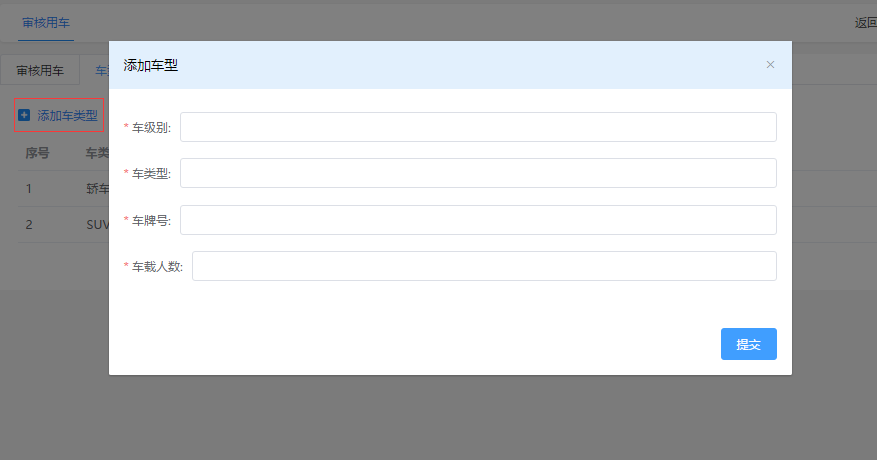 审核用车
返回
添加车型
审核用车
添加车类型
* 车级别:
序号
* 车类型:
1
轿车
2
SUV
* 车牌号:
* 车载人数:
提交